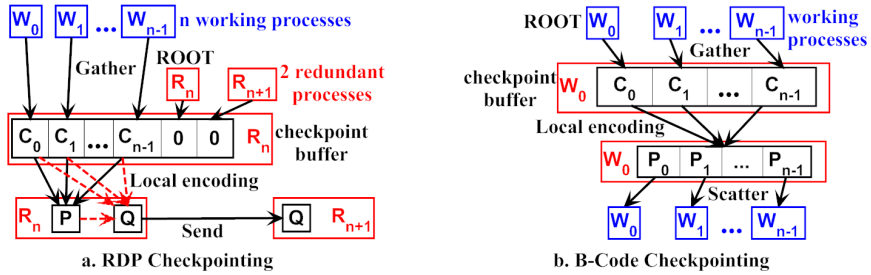 W0 W1 ... Wn-1 n working processes
Gather
ROOT
Rn
Rn+1
2 redundant
processes
C0 C1 ... Cn-1 0 0 Rn
checkpoint
buffer
Local encoding
Rn P Q
Send
Q Rn+1
a. RDP Checkpointing
ROOT W0 W1 ... Wn-1 working
processes
Gather
checkpoint
buffer
W0 C0 C1 ... Cn-1
Local encoding
W0 P0 P1 ... Pn-1
Scatter
W0 W1 ... Wn-1
b. B-Code Checkpointing